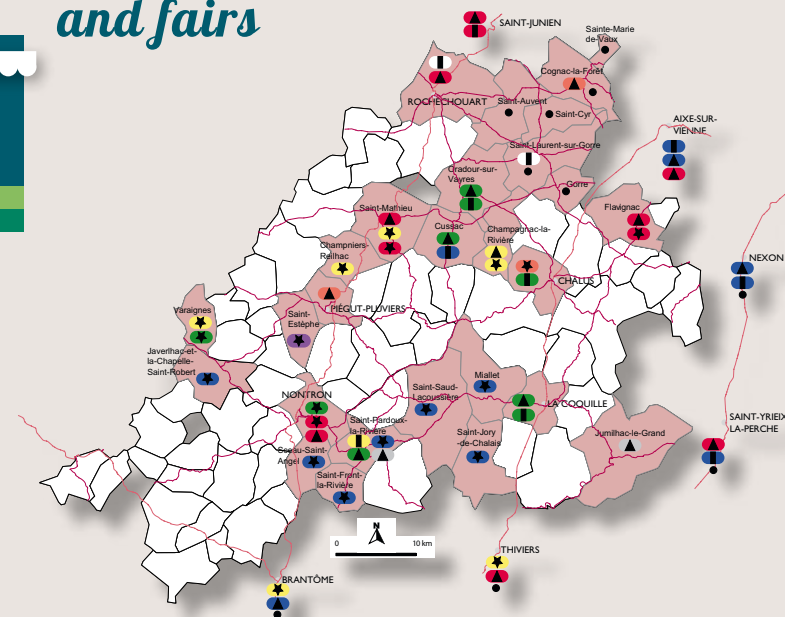 and fairs
B
SAINT-JUNIEN
Sainte-Marie
de-Vaux
Cognac-la-Forêt
ROCHECHOUART
Saint-Auvent
Saint-Cyr
AIXE-SUR-
VIENNE
Saint-Laurent-sur-Gorre
Oradour-sur-
Vayres
Gorre
Saint-Mathieu
Flavignac
Cussac
Champagnac-la-
Rivière
Champniers-
Reilhac
NEXON
CHALUS
Varaignes
Saint-
Estèphe
PIÉGUT-PLUVIERS
Javerlhac-et-
la-Chapelle-
Saint-Robert
Miallet
NONTRON
Saint-Saud-
Lacoussière
LA COQUILLE
Saint-Pardoux-
la-Rivière
SAINT-YRIEIX
LA-PERCHE
Saint-Jory
-de-Chalais
Jumilhac-le-Grand
Sceau-Saint-
Angel
Saint-Front-
la-Rivière
N
0 10 km
THIVIERS
BRANTÔME